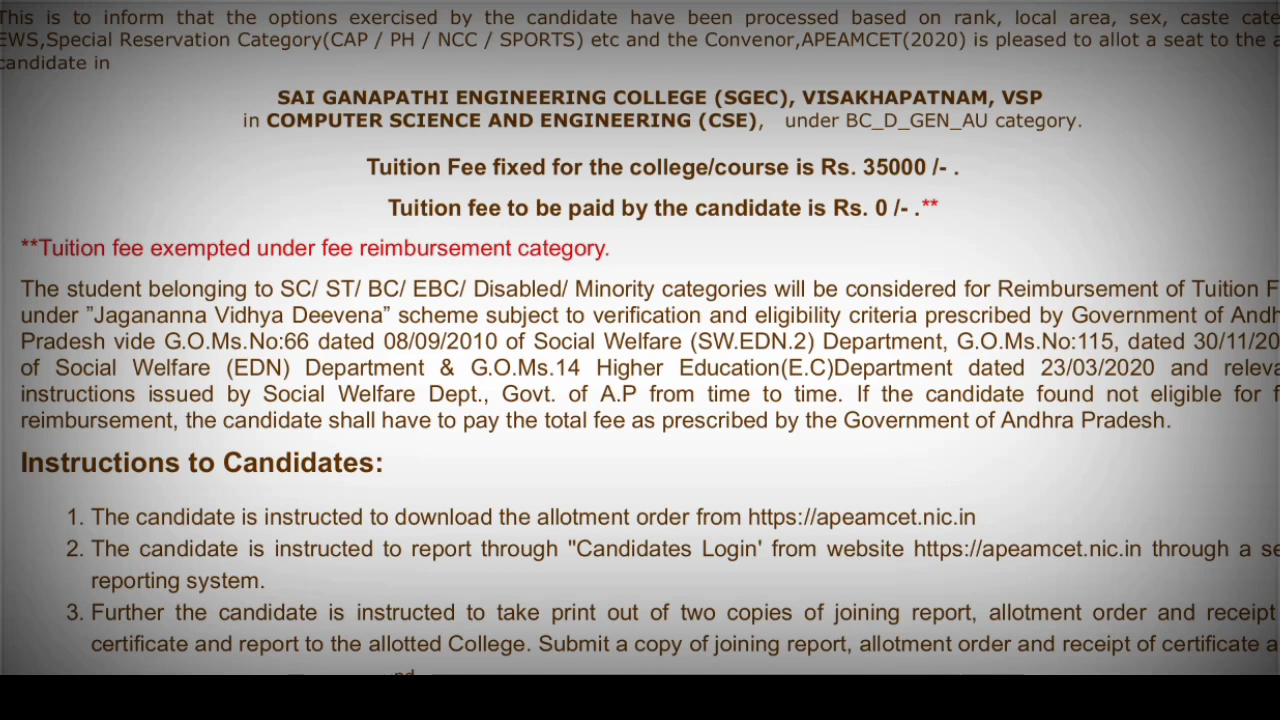 This is to inform that the options exercised by the candidate have been processed based on rank, local area, sex, caste cate
EWS,Special Reservation Category(CAP / PH / NCC / SPORTS) etc and the Convenor,APEAMCET(2020) is pleased to allot a seat to the a
candidate in
SAI GANAPATHI ENGINEERING COLLEGE (SGEC), VISAKHAPATNAM, VSP
in COMPUTER SCIENCE AND ENGINEERING (CSE), under BC_D_GEN_AU category.
Tuition Fee fixed for the college/course is Rs. 35000 /- .
Tuition fee to be paid by the candidate is Rs. 0 /- .**
**Tuition fee exempted under fee reimbursement category.
The student belonging to SC/ ST/ BC/ EBC/ Disabled/ Minority categories will be considered for Reimbursement of Tuition F
under ”Jagananna Vidhya Deevena” scheme subject to verification and eligibility criteria prescribed by Government of Andh
Pradesh vide G.O.Ms.No:66 dated 08/09/2010 of Social Welfare (SW.EDN.2) Department, G.O.Ms.No:115, dated 30/11/20
of Social Welfare (EDN) Department & G.O.Ms.14 Higher Education(E.C)Department dated 23/03/2020 and releva
instructions issued by Social Welfare Dept., Govt. of A.P from time to time. If the candidate found not eligible for f
reimbursement, the candidate shall have to pay the total fee as prescribed by the Government of Andhra Pradesh.
Instructions to Candidates:
1. The candidate is instructed to download the allotment order from https://apeamcet.nic.in
2. The candidate is instructed to report through "Candidates Login' from website https://apeamcet.nic.in through a se
reporting system.
3. Further the candidate is instructed to take print out of two copies of joining report, allotment order and receipt
certificate and report to the allotted College. Submit a copy of joining report, allotment order and receipt of certificate a